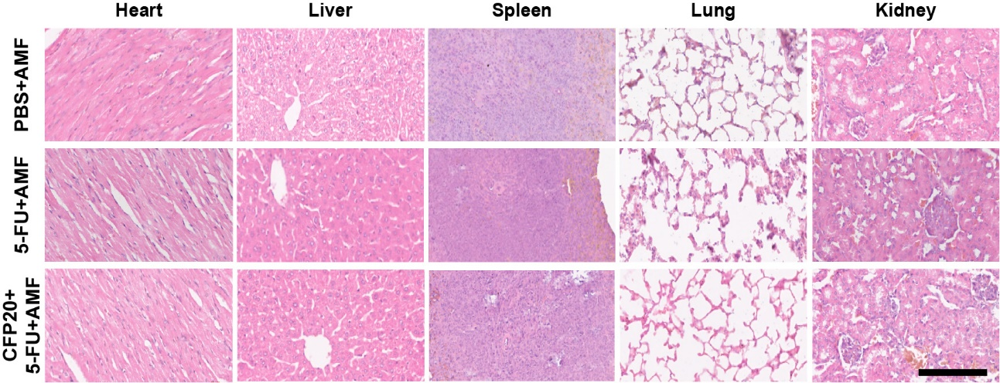 Heart Liver Spleen Lung Kidney
PBS+AMF
5-FU+AMF
CFP20+
5-FU+AMF